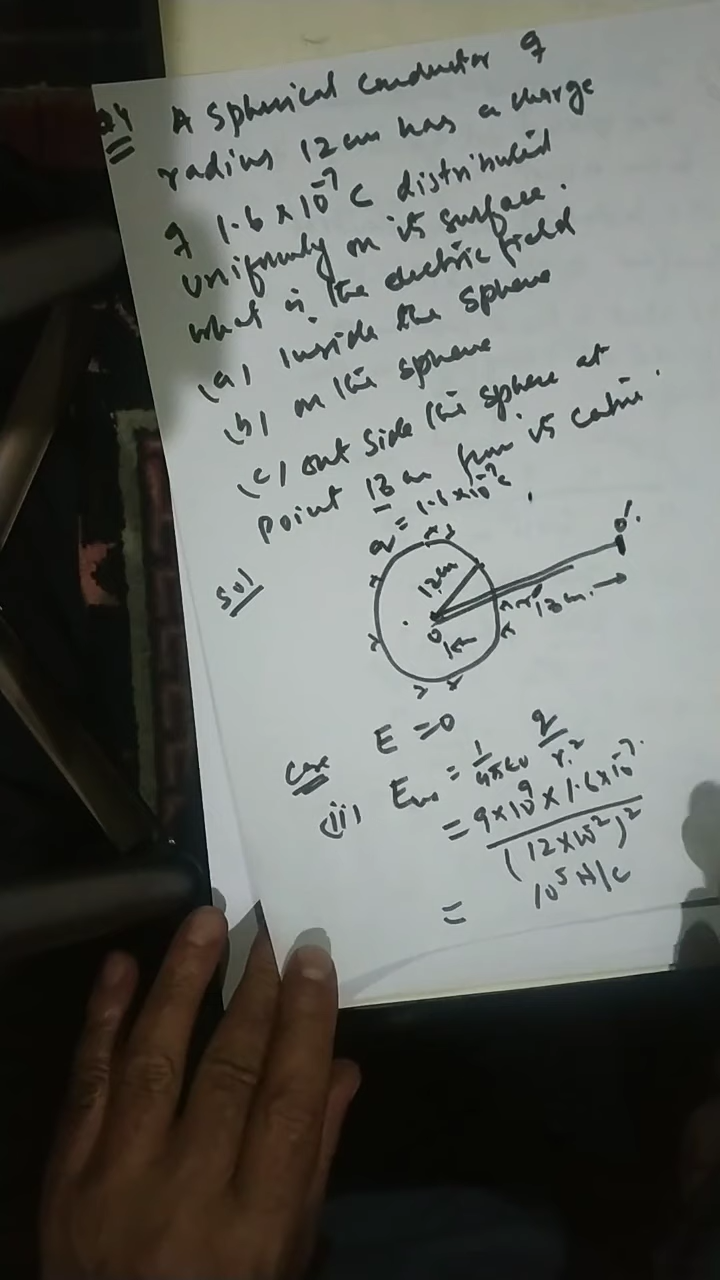 A Spherical conductor of
radius 12 cm has a charge
of 1.6 × 10⁻⁷ C distributed
uniformly on its surface.
what is the electric field
(a) Inside the sphere
(b) on the sphere
(c) out side the sphere at
point 18 cm from its centre.
q = 1.6 × 10⁻⁷ C
Sol
12 cm
O
O'
E = 0
Case
(ii) E = 1/4πε₀ q/r²
= 9×10⁹ × 1.6×10⁻⁷ / (12×10⁻²)²
= 10⁵ N/C